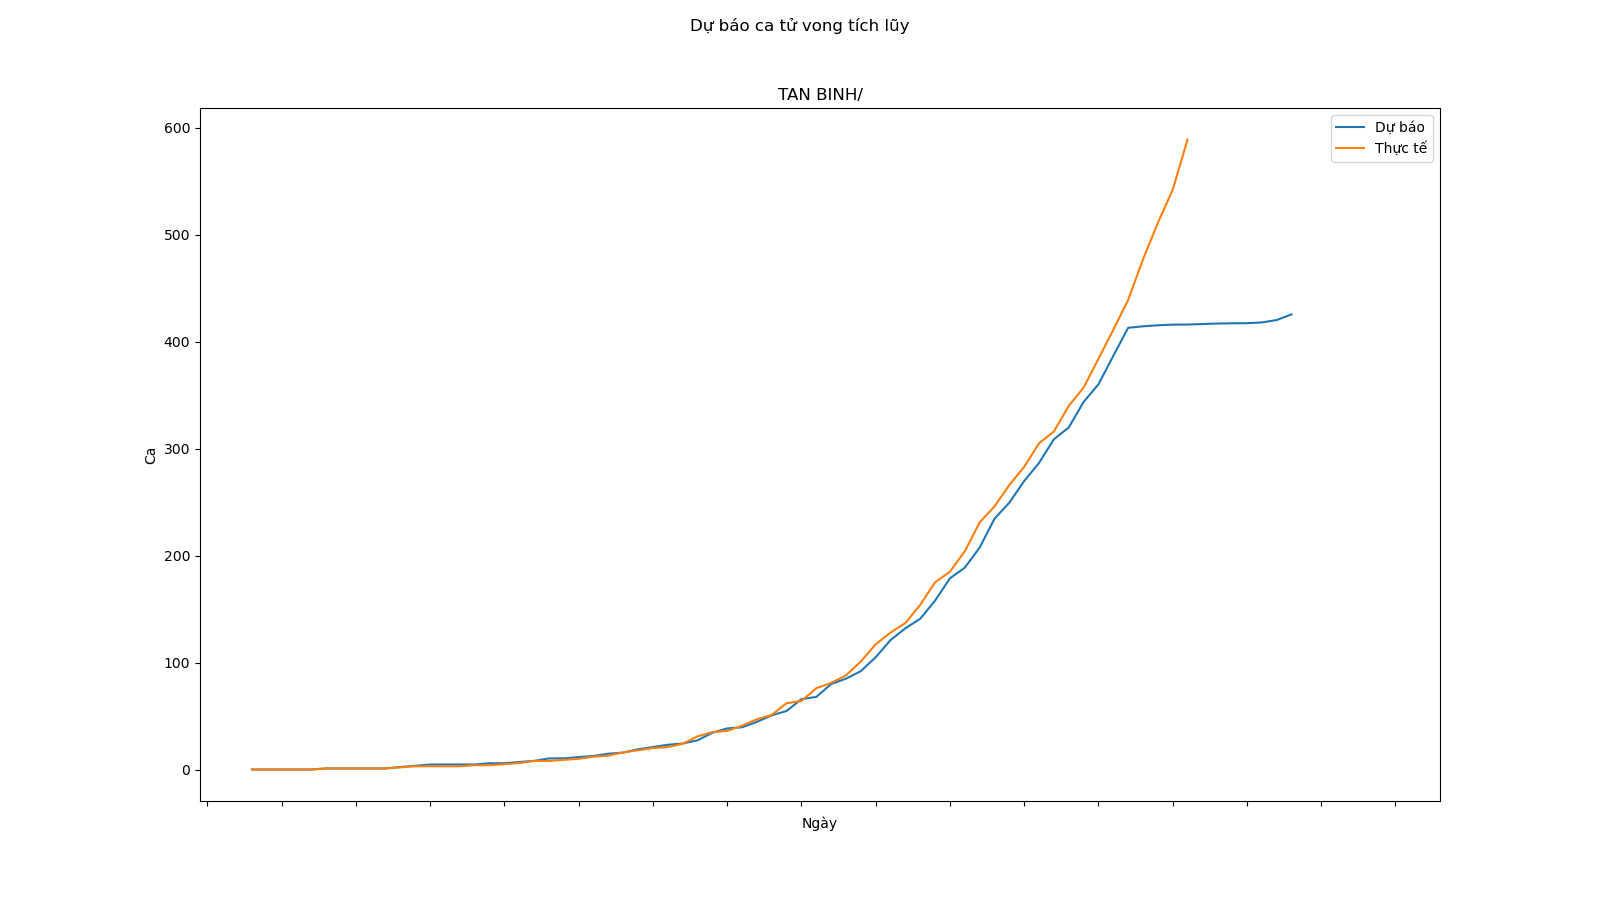 Dự báo ca tử vong tích lũy
TAN BINH/
Dự báo
Thực tế
600
500
400
300
200
100
0
Ca
Ngày